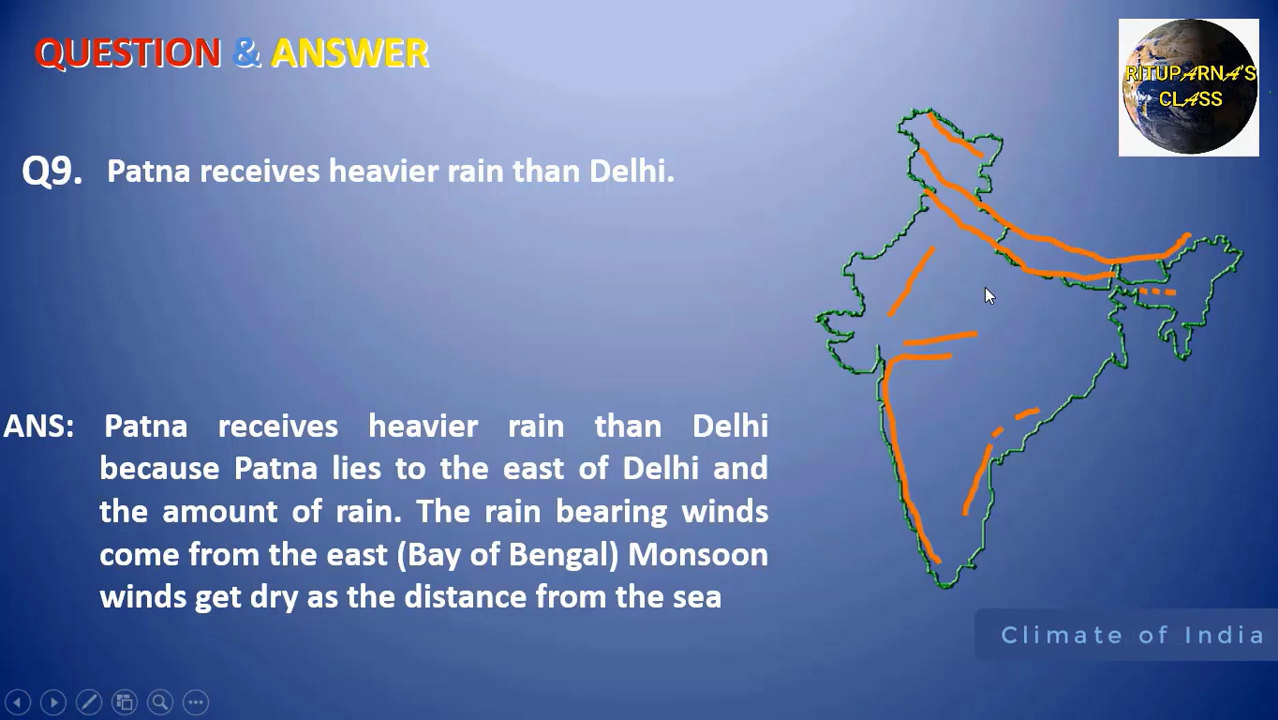 QUESTION & ANSWER
RITUPARNA'S
CLASS
Q9. Patna receives heavier rain than Delhi.
ANS: Patna receives heavier rain than Delhi
because Patna lies to the east of Delhi and
the amount of rain. The rain bearing winds
come from the east (Bay of Bengal) Monsoon
winds get dry as the distance from the sea
Climate of India